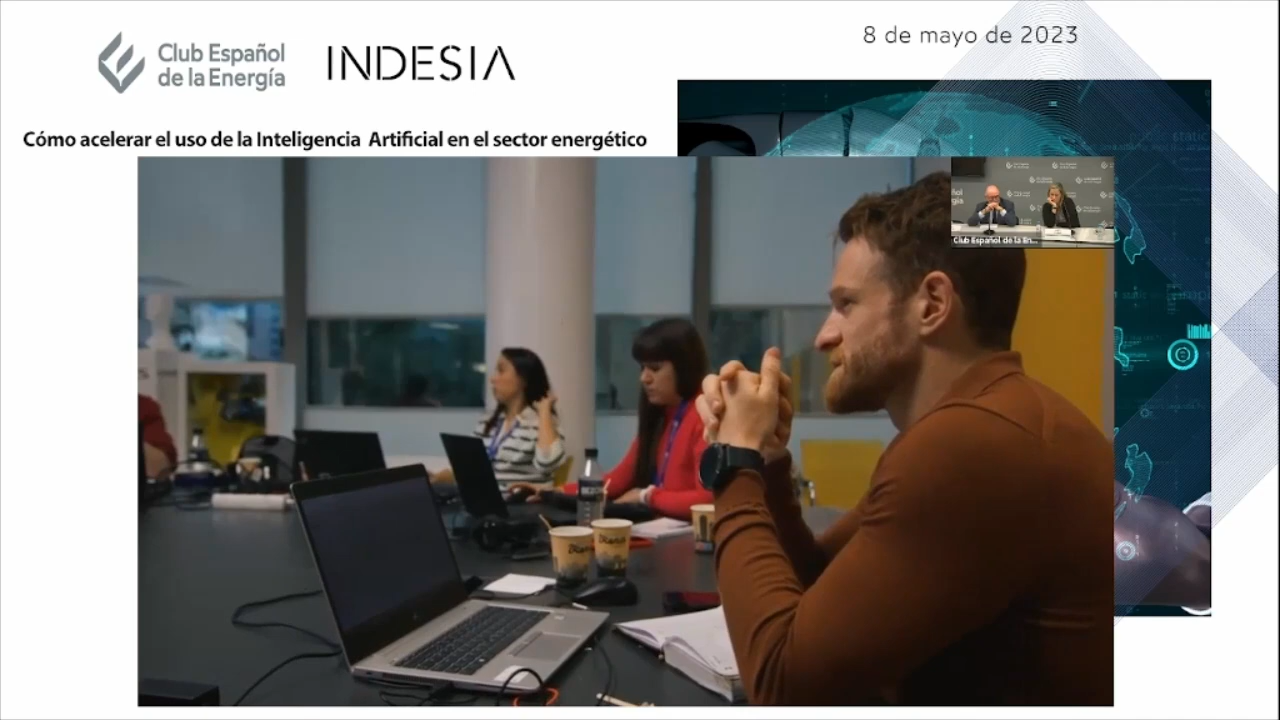 Club Español
de la Energía
INDESIA
8 de mayo de 2023
Cómo acelerar el uso de la Inteligencia Artificial en el sector energético
Club Español de la En...